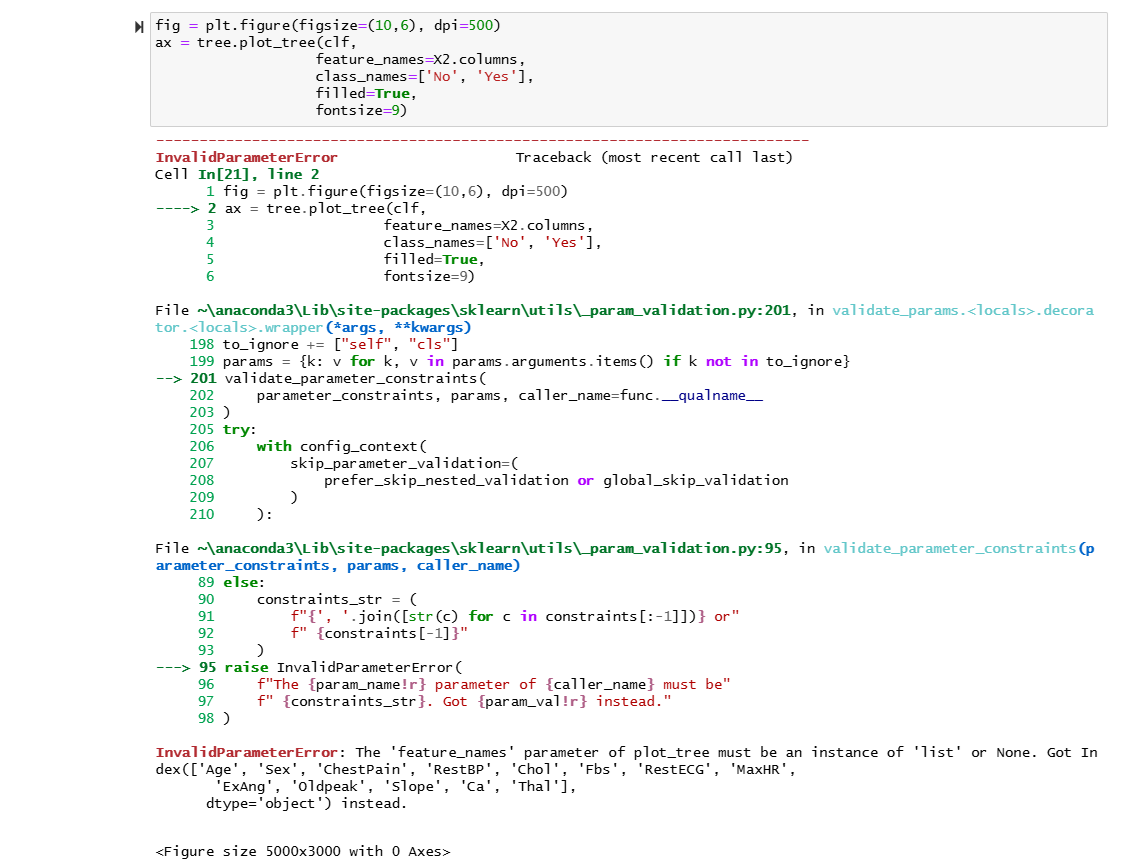 fig = plt.figure(figsize=(10,6), dpi=500)
ax = tree.plot_tree(clf,
                   feature_names=X2.columns,
                   class_names=['No', 'Yes'],
                   filled=True,
                   fontsize=9)
---------------------------------------------------------------------------
InvalidParameterError                     Traceback (most recent call last)
Cell In[21], line 2
      1 fig = plt.figure(figsize=(10,6), dpi=500)
----> 2 ax = tree.plot_tree(clf,
      3                    feature_names=X2.columns,
      4                    class_names=['No', 'Yes'],
      5                    filled=True,
      6                    fontsize=9)
File ~\anaconda3\Lib\site-packages\sklearn\utils\_param_validation.py:201, in validate_params.<locals>.decora
tor.<locals>.wrapper(*args, **kwargs)
    198 to_ignore += ["self", "cls"]
    199 params = {k: v for k, v in params.arguments.items() if k not in to_ignore}
--> 201 validate_parameter_constraints(
    202     parameter_constraints, params, caller_name=func.__qualname__
    203 )
    205 try:
    206     with config_context(
    207         skip_parameter_validation=(
    208             prefer_skip_nested_validation or global_skip_validation
    209         )
    210     ):
File ~\anaconda3\Lib\site-packages\sklearn\utils\_param_validation.py:95, in validate_parameter_constraints(p
arameter_constraints, params, caller_name)
     89 else:
     90     constraints_str = (
     91         f"{', '.join([str(c) for c in constraints[:-1]])} or"
     92         f" {constraints[-1]}"
     93     )
---> 95 raise InvalidParameterError(
     96     f"The {param_name!r} parameter of {caller_name} must be"
     97     f" {constraints_str}. Got {param_val!r} instead."
     98 )
InvalidParameterError: The 'feature_names' parameter of plot_tree must be an instance of 'list' or None. Got In
dex(['Age', 'Sex', 'ChestPain', 'RestBP', 'Chol', 'Fbs', 'RestECG', 'MaxHR',
       'ExAng', 'Oldpeak', 'Slope', 'Ca', 'Thal'],
      dtype='object') instead.
<Figure size 5000x3000 with 0 Axes>